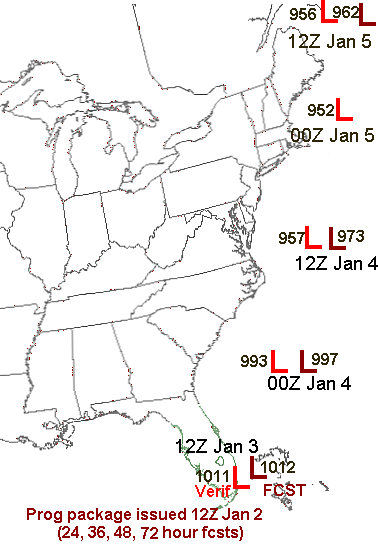 956 L 962 L
12Z Jan 5
952 L
00Z Jan 5
957 L L 973
12Z Jan 4
993 L L 997
00Z Jan 4
12Z Jan 3
1011 L L 1012
Verif FCST
Prog package issued 12Z Jan 2
(24, 36, 48, 72 hour fcsts)